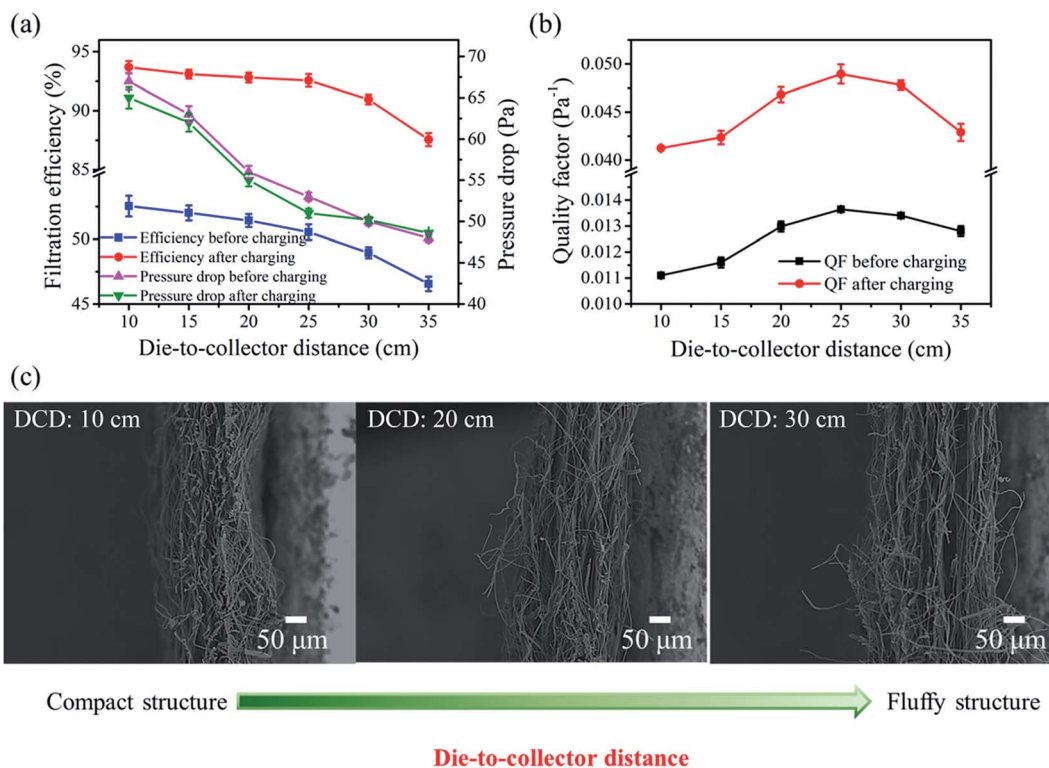 (a)
Filtration efficiency (%)
95
90
85
50
45
Efficiency before charging
Efficiency after charging
Pressure drop before charging
Pressure drop after charging
70
65
60
55
50
45
40
Pressure drop (Pa)
10 15 20 25 30 35
Die-to-collector distance (cm)
(b)
Quality factor (Pa⁻¹)
0.050
0.045
0.040
0.014
0.013
0.011
0.010
QF before charging
QF after charging
10 15 20 25 30 35
Die-to-collector distance (cm)
(c)
DCD: 10 cm
50 μm
DCD: 20 cm
50 μm
DCD: 30 cm
50 μm
Compact structure
Fluffy structure
Die-to-collector distance